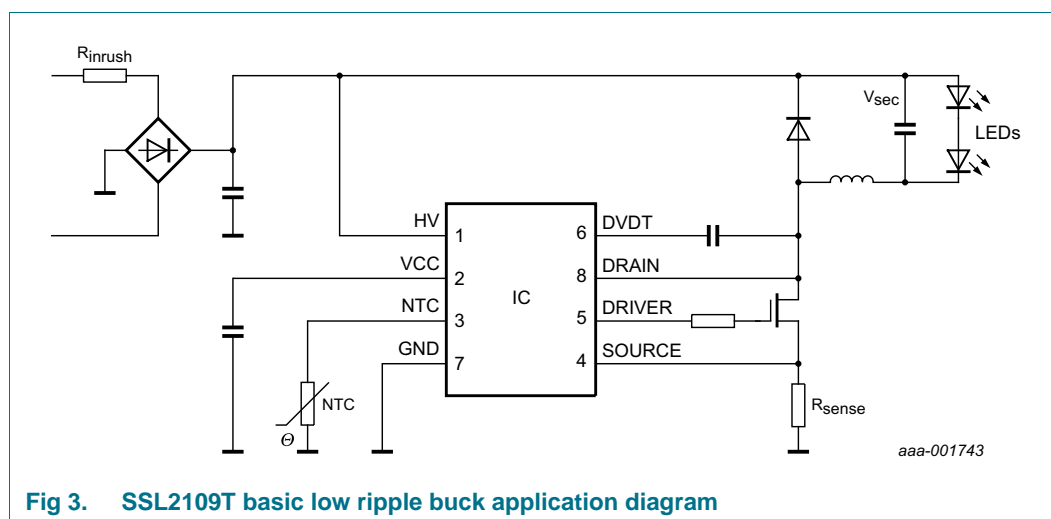 Rinrush
Vsec
LEDs
HV
1
6
DVDT
VCC
2
8
DRAIN
NTC
3
IC
5
DRIVER
GND
7
4
SOURCE
NTC
Θ
Rsense
aaa-001743
Fig 3. SSL2109T basic low ripple buck application diagram